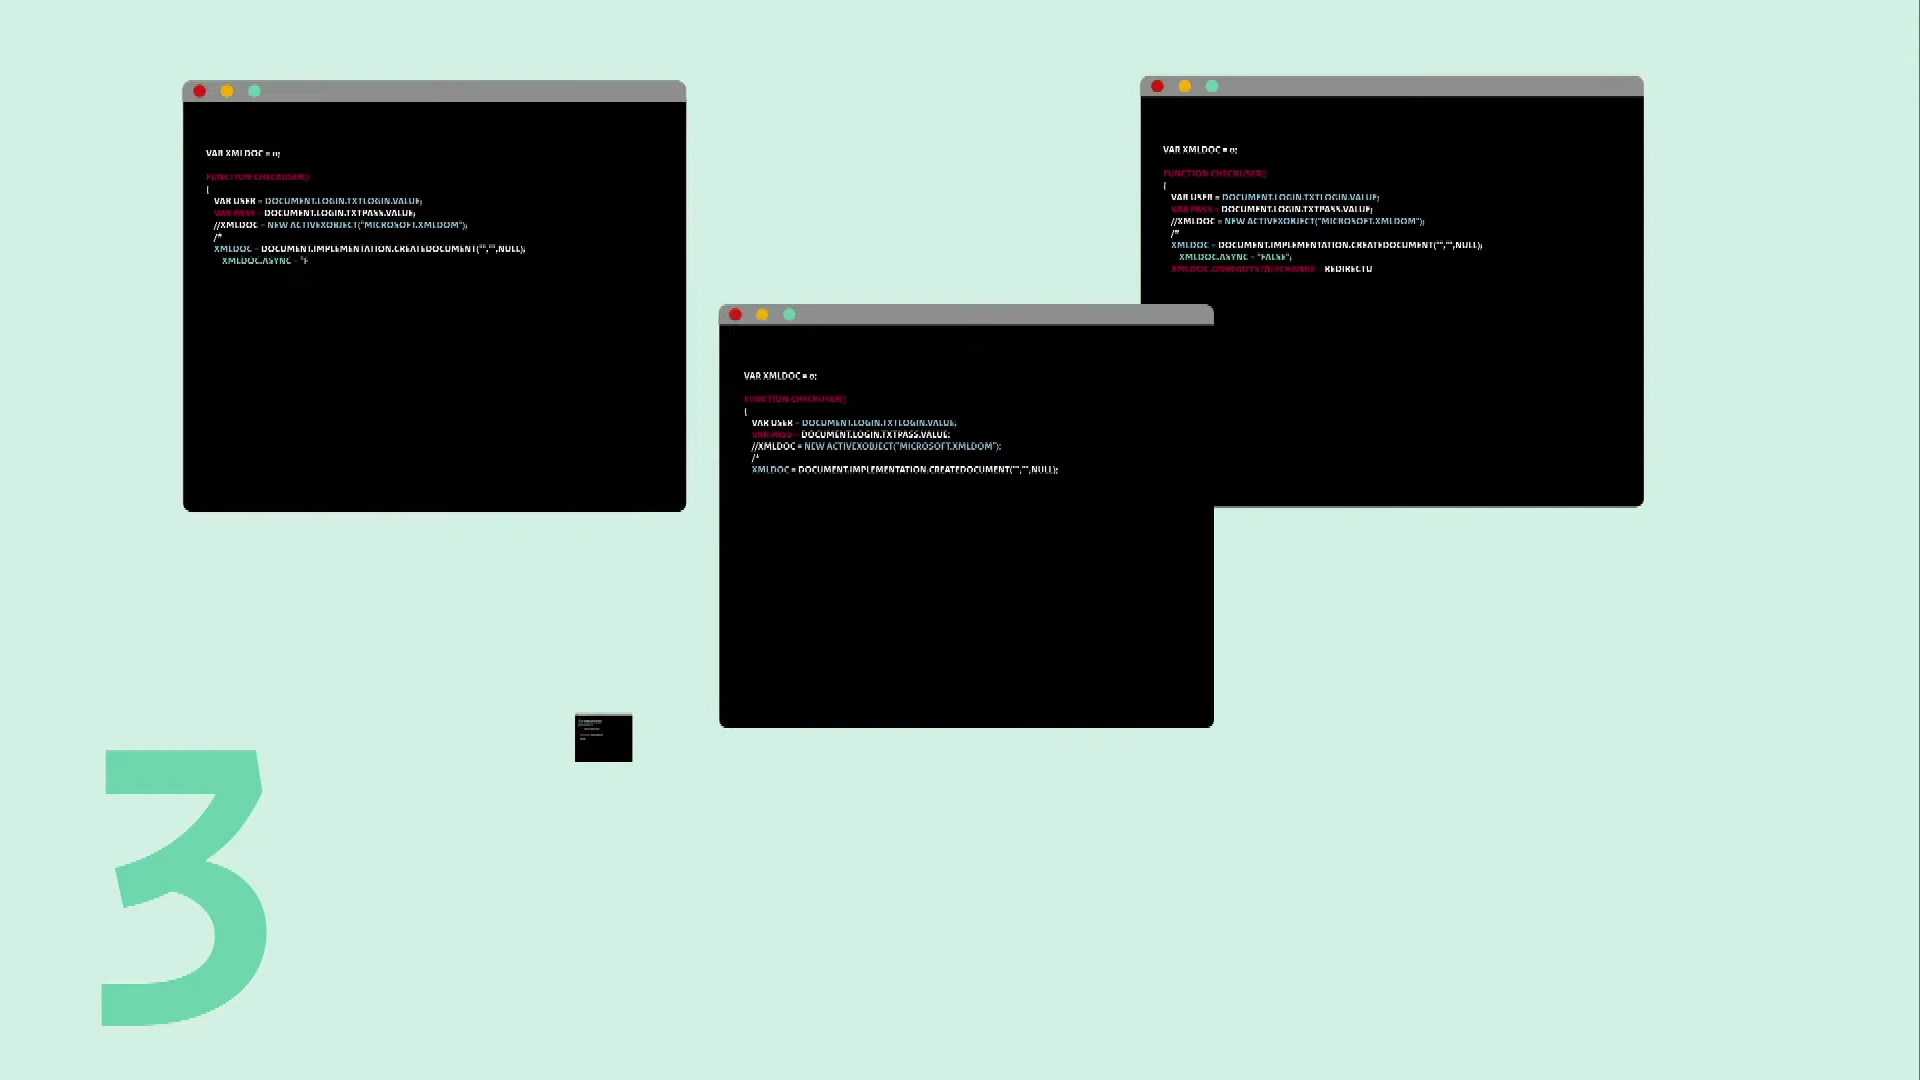 VAR XMLDOC = 0;
FUNCTION CHECKUSER()
{
VAR USER = DOCUMENT.LOGIN.TXTLOGIN.VALUE;
VAR PASS = DOCUMENT.LOGIN.TXTPASS.VALUE;
//XMLDOC = NEW ACTIVEXOBJECT("MICROSOFT.XMLDOM");
/*
XMLDOC = DOCUMENT.IMPLEMENTATION.CREATEDOCUMENT("","",NULL);
XMLDOC.ASYNC = "F
VAR XMLDOC = 0;
FUNCTION CHECKUSER()
{
VAR USER = DOCUMENT.LOGIN.TXTLOGIN.VALUE;
VAR PASS = DOCUMENT.LOGIN.TXTPASS.VALUE;
//XMLDOC = NEW ACTIVEXOBJECT("MICROSOFT.XMLDOM");
/*
XMLDOC = DOCUMENT.IMPLEMENTATION.CREATEDOCUMENT("","",NULL);
XMLDOC.ASYNC = "FALSE";
XMLDOC.ONREADYSTATECHANGE = REDIRECTU
VAR XMLDOC = 0;
FUNCTION CHECKUSER()
{
VAR USER = DOCUMENT.LOGIN.TXTLOGIN.VALUE;
VAR PASS = DOCUMENT.LOGIN.TXTPASS.VALUE;
//XMLDOC = NEW ACTIVEXOBJECT("MICROSOFT.XMLDOM");
/*
XMLDOC = DOCUMENT.IMPLEMENTATION.CREATEDOCUMENT("","",NULL);
3